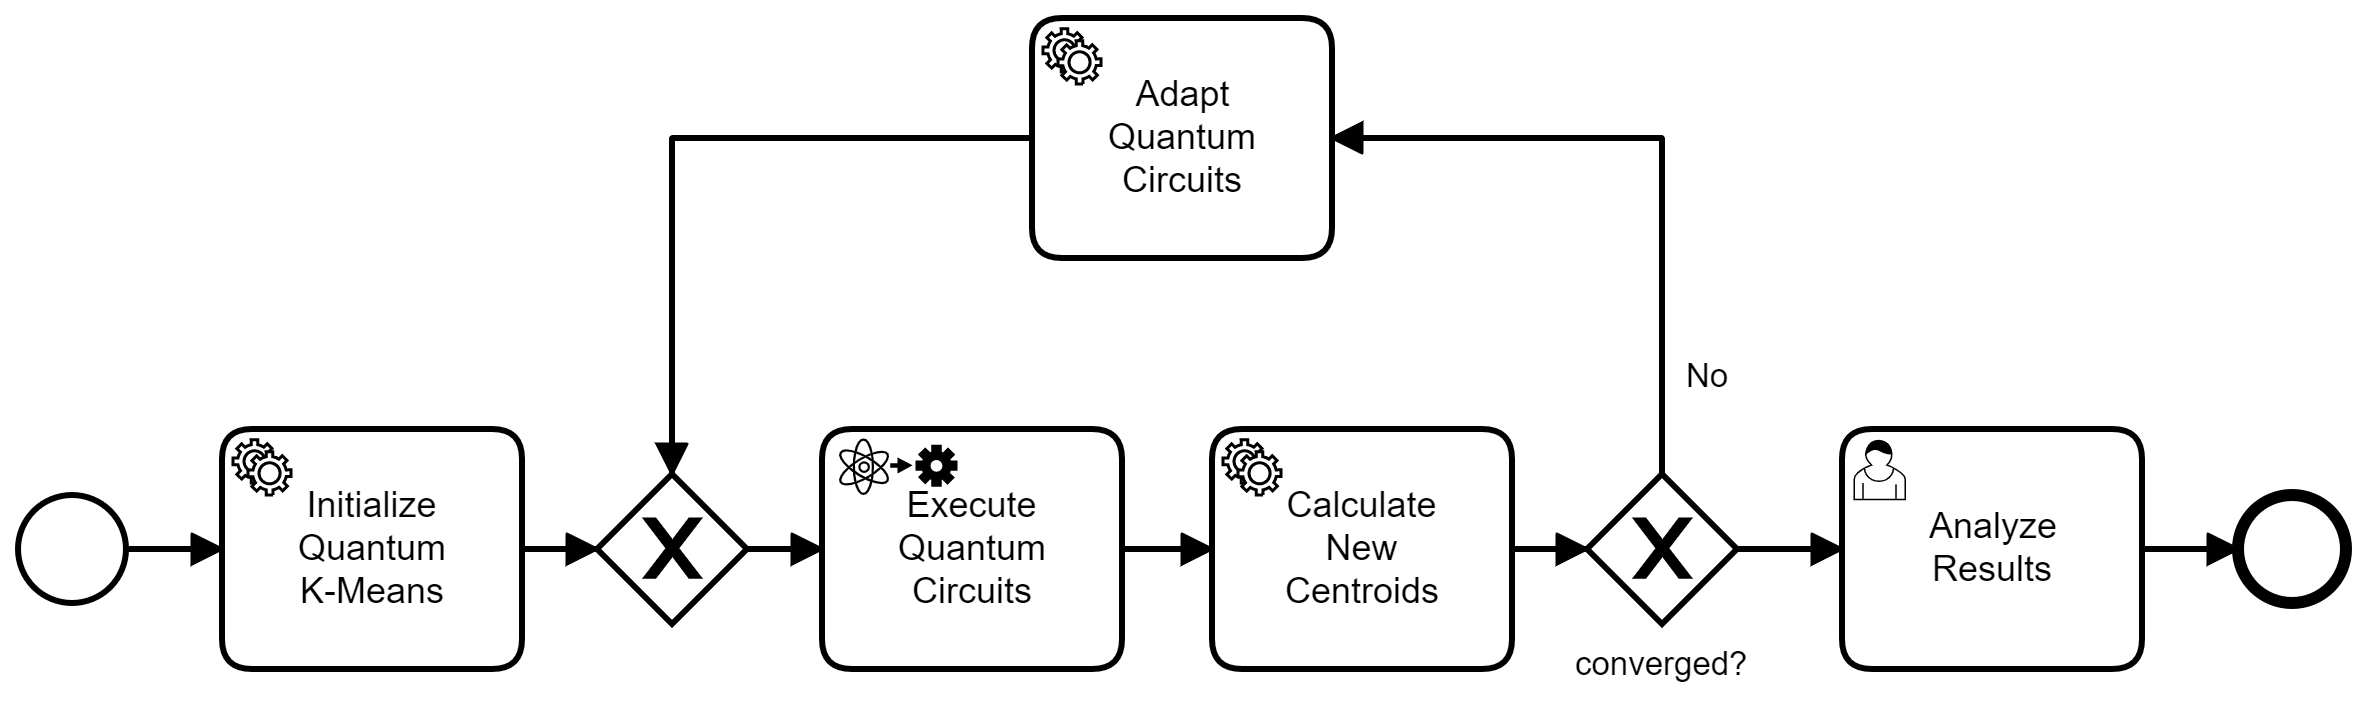 Adapt
Quantum
Circuits
No
Initialize
Quantum
K-Means
X
Execute
Quantum
Circuits
Calculate
New
Centroids
X
converged?
Analyze
Results